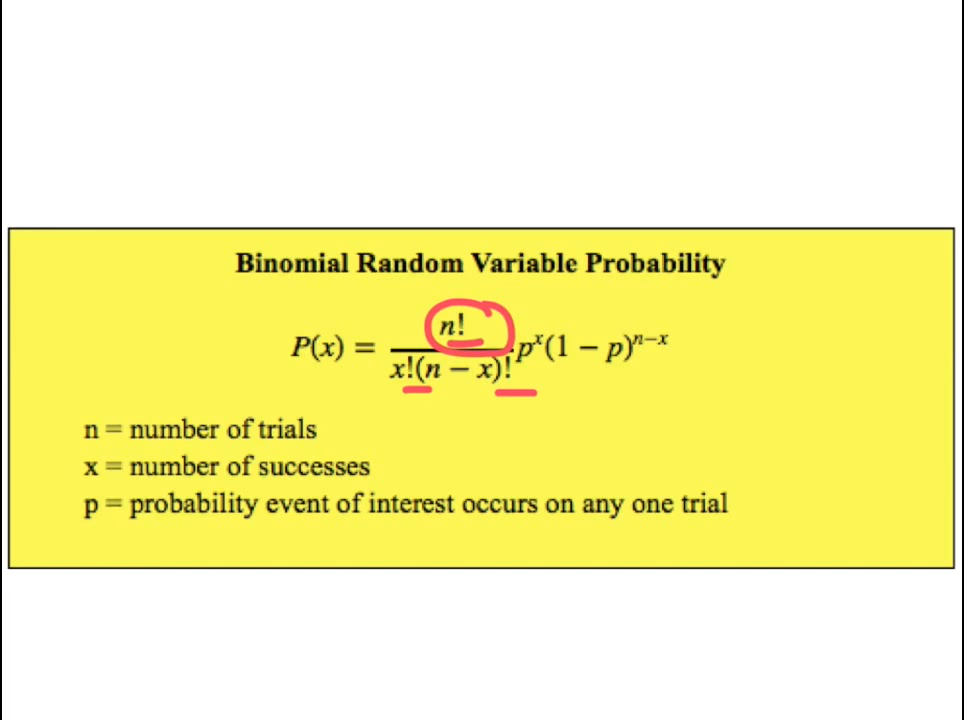 Binomial Random Variable Probability
P(x) = n! / x!(n − x)! pˣ(1 − p)ⁿ⁻ˣ
n = number of trials
x = number of successes
p = probability event of interest occurs on any one trial